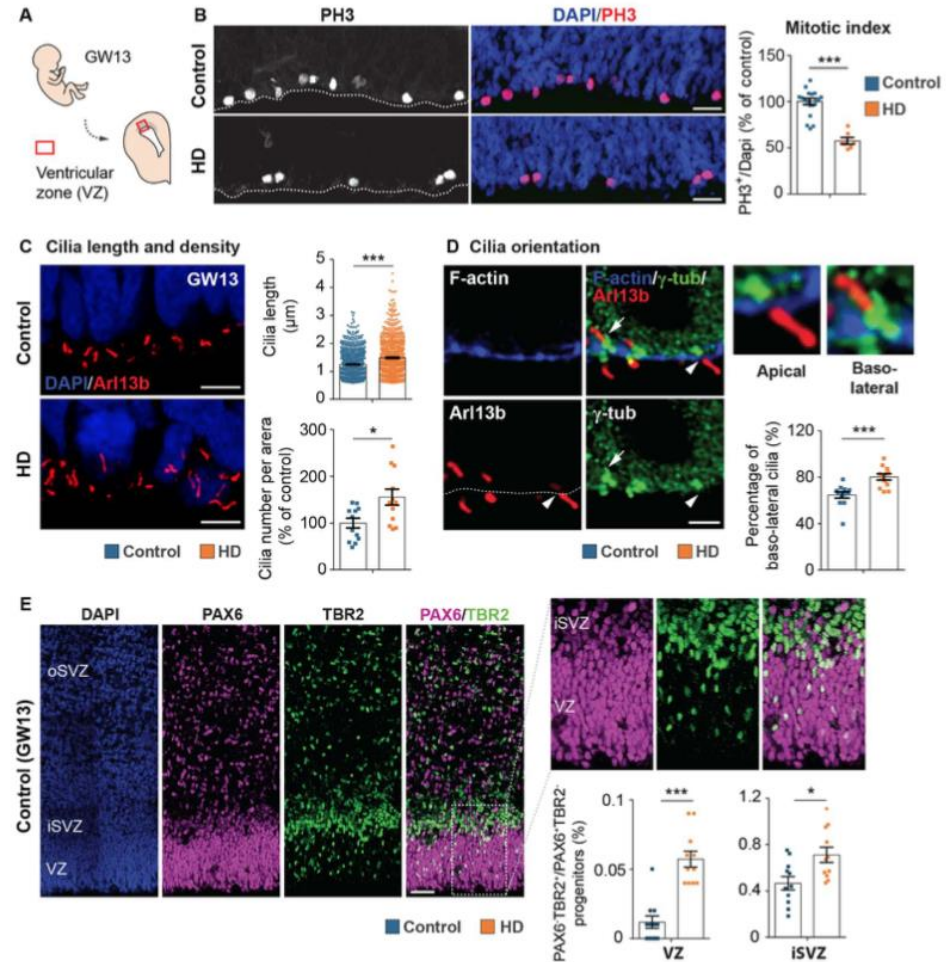 A
GW13
Ventricular
zone (VZ)
B
PH3
DAPI/PH3
Control
HD
Mitotic index
PH3⁺/Dapi (% of control)
150
100
50
0
***
Control
HD
C Cilia length and density
GW13
Control
DAPI/Arl13b
HD
Cilia length
(μm)
5
4
3
2
1
0
***
Cilia number per arera
(% of control)
300
200
100
0
*
Control HD
D Cilia orientation
F-actin
F-actin/γ-tub/
Arl13b
Arl13b
γ-tub
Apical
Baso-
lateral
Percentage of
baso-lateral cilia (%)
120
80
40
0
***
Control HD
E
DAPI
PAX6
TBR2
PAX6/TBR2
Control (GW13)
oSVZ
iSVZ
VZ
iSVZ
VZ
PAX6⁻TBR2⁺/PAX6⁺TBR2⁻
progenitors (%)
0.1
0.05
0
***
VZ
1.2
0.8
0.4
0
*
iSVZ
Control HD